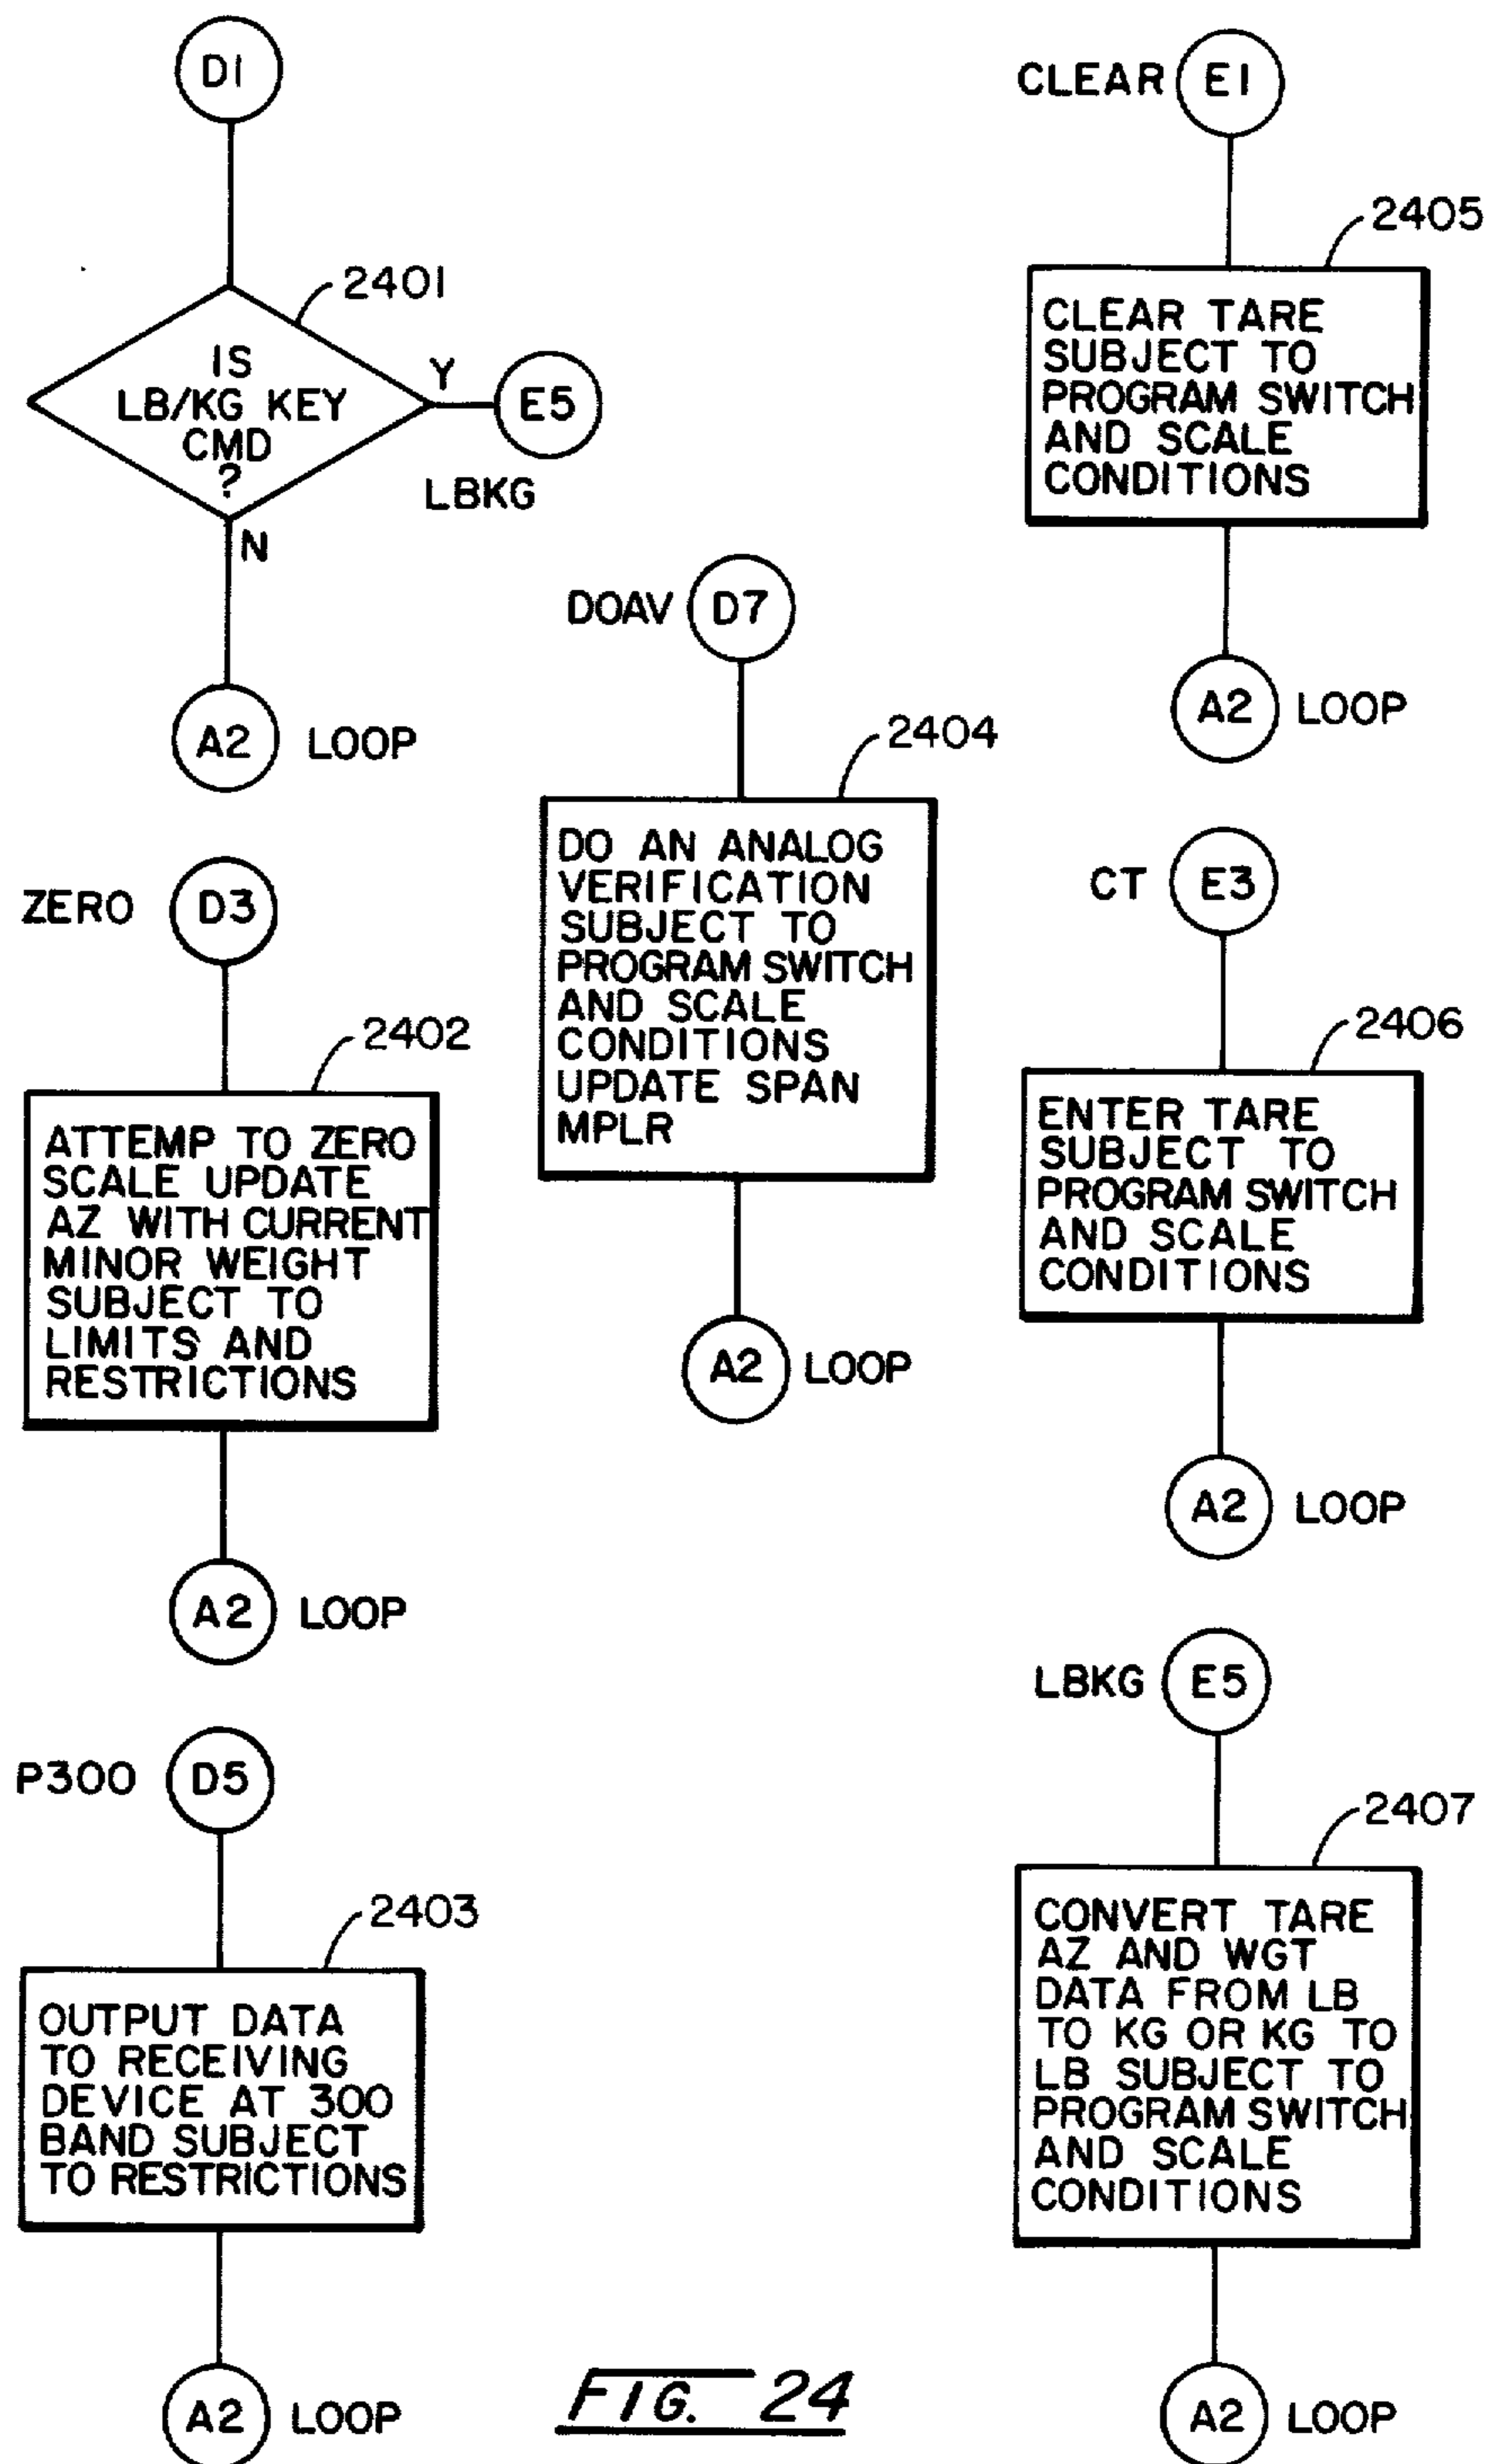 D1
2401
IS
LB/KG KEY
CMD
?
Y
E5
LBKG
N
A2 LOOP
ZERO D3
2402
ATTEMP TO ZERO
SCALE UPDATE
AZ WITH CURRENT
MINOR WEIGHT
SUBJECT TO
LIMITS AND
RESTRICTIONS
A2 LOOP
P300 D5
2403
OUTPUT DATA
TO RECEIVING
DEVICE AT 300
BAND SUBJECT
TO RESTRICTIONS
A2 LOOP
DOAV D7
2404
DO AN ANALOG
VERIFICATION
SUBJECT TO
PROGRAM SWITCH
AND SCALE
CONDITIONS
UPDATE SPAN
MPLR
A2 LOOP
CLEAR E1
2405
CLEAR TARE
SUBJECT TO
PROGRAM SWITCH
AND SCALE
CONDITIONS
A2 LOOP
CT E3
2406
ENTER TARE
SUBJECT TO
PROGRAM SWITCH
AND SCALE
CONDITIONS
A2 LOOP
LBKG E5
2407
CONVERT TARE
AZ AND WGT
DATA FROM LB
TO KG OR KG TO
LB SUBJECT TO
PROGRAM SWITCH
AND SCALE
CONDITIONS
A2 LOOP
FIG. 24